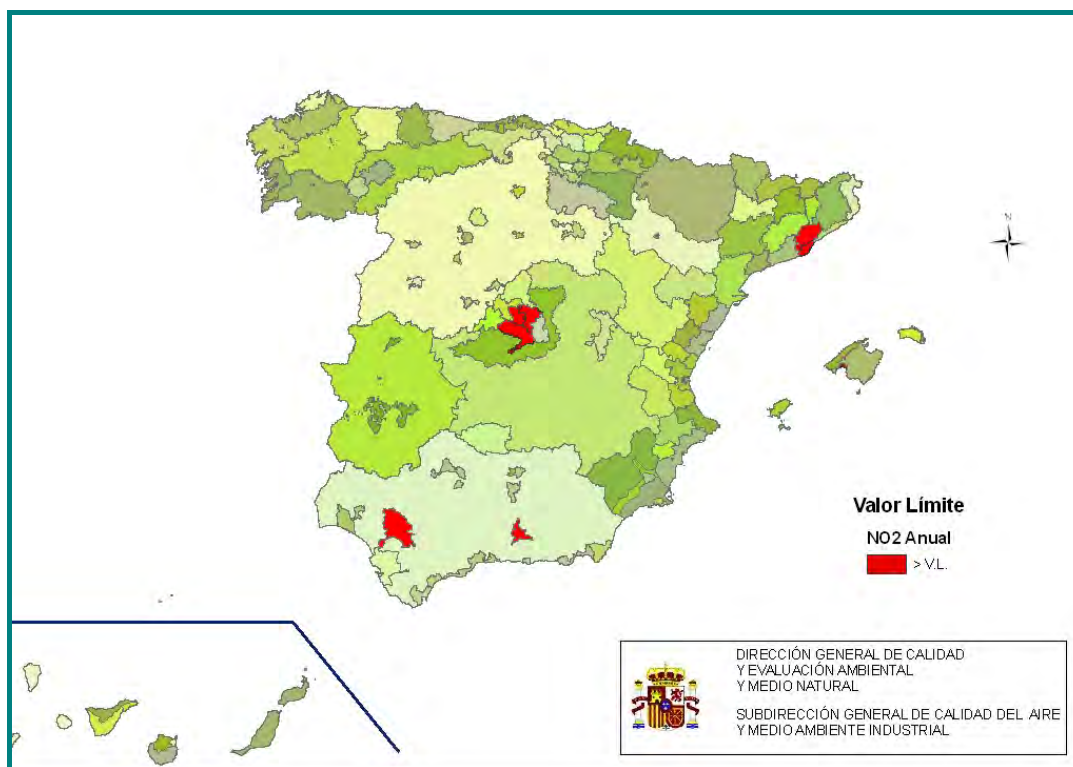 N
Valor Límite
NO2 Anual
> V.L.
DIRECCIÓN GENERAL DE CALIDAD
Y EVALUACIÓN AMBIENTAL
Y MEDIO NATURAL
SUBDIRECCIÓN GENERAL DE CALIDAD DEL AIRE
Y MEDIO AMBIENTE INDUSTRIAL